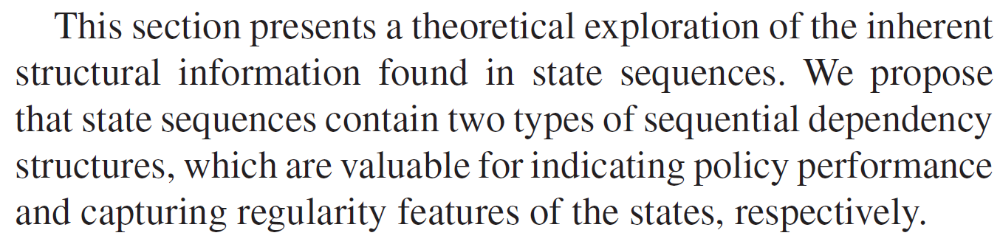 This section presents a theoretical exploration of the inherent
structural information found in state sequences. We propose
that state sequences contain two types of sequential dependency
structures, which are valuable for indicating policy performance
and capturing regularity features of the states, respectively.